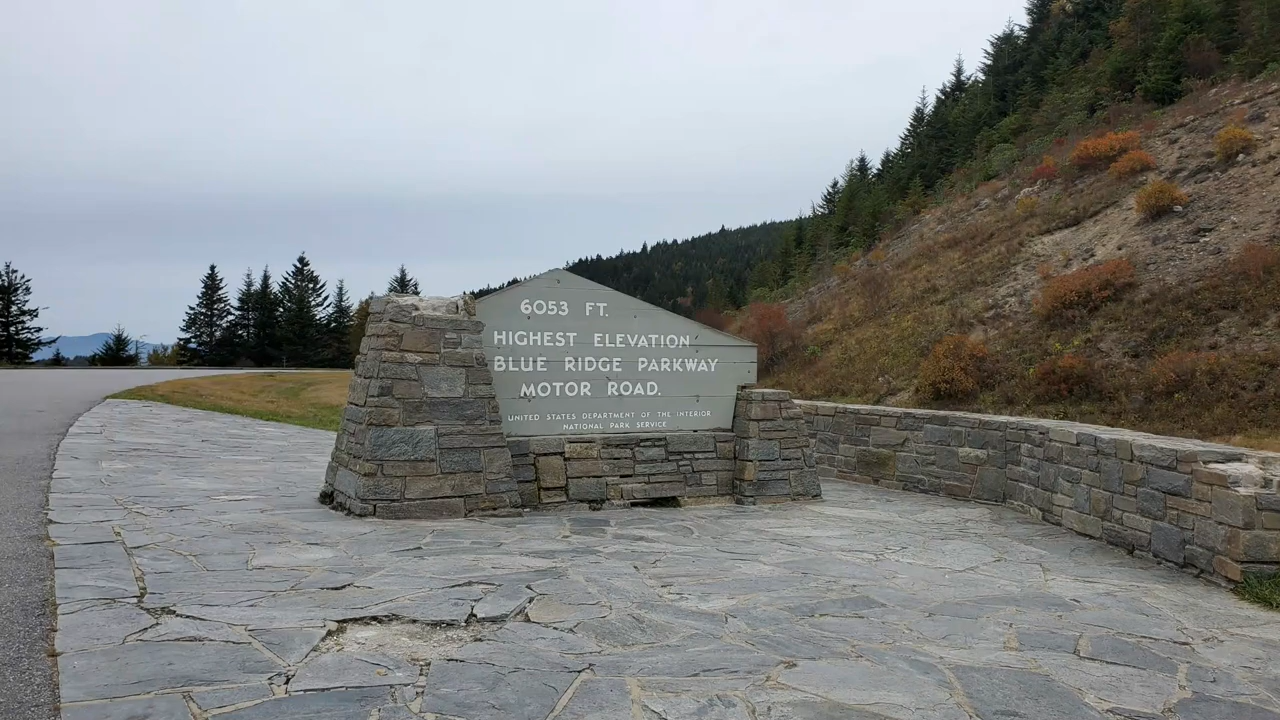 6053 FT.
HIGHEST ELEVATION
BLUE RIDGE PARKWAY
MOTOR ROAD.
UNITED STATES DEPARTMENT OF THE INTERIOR
NATIONAL PARK SERVICE